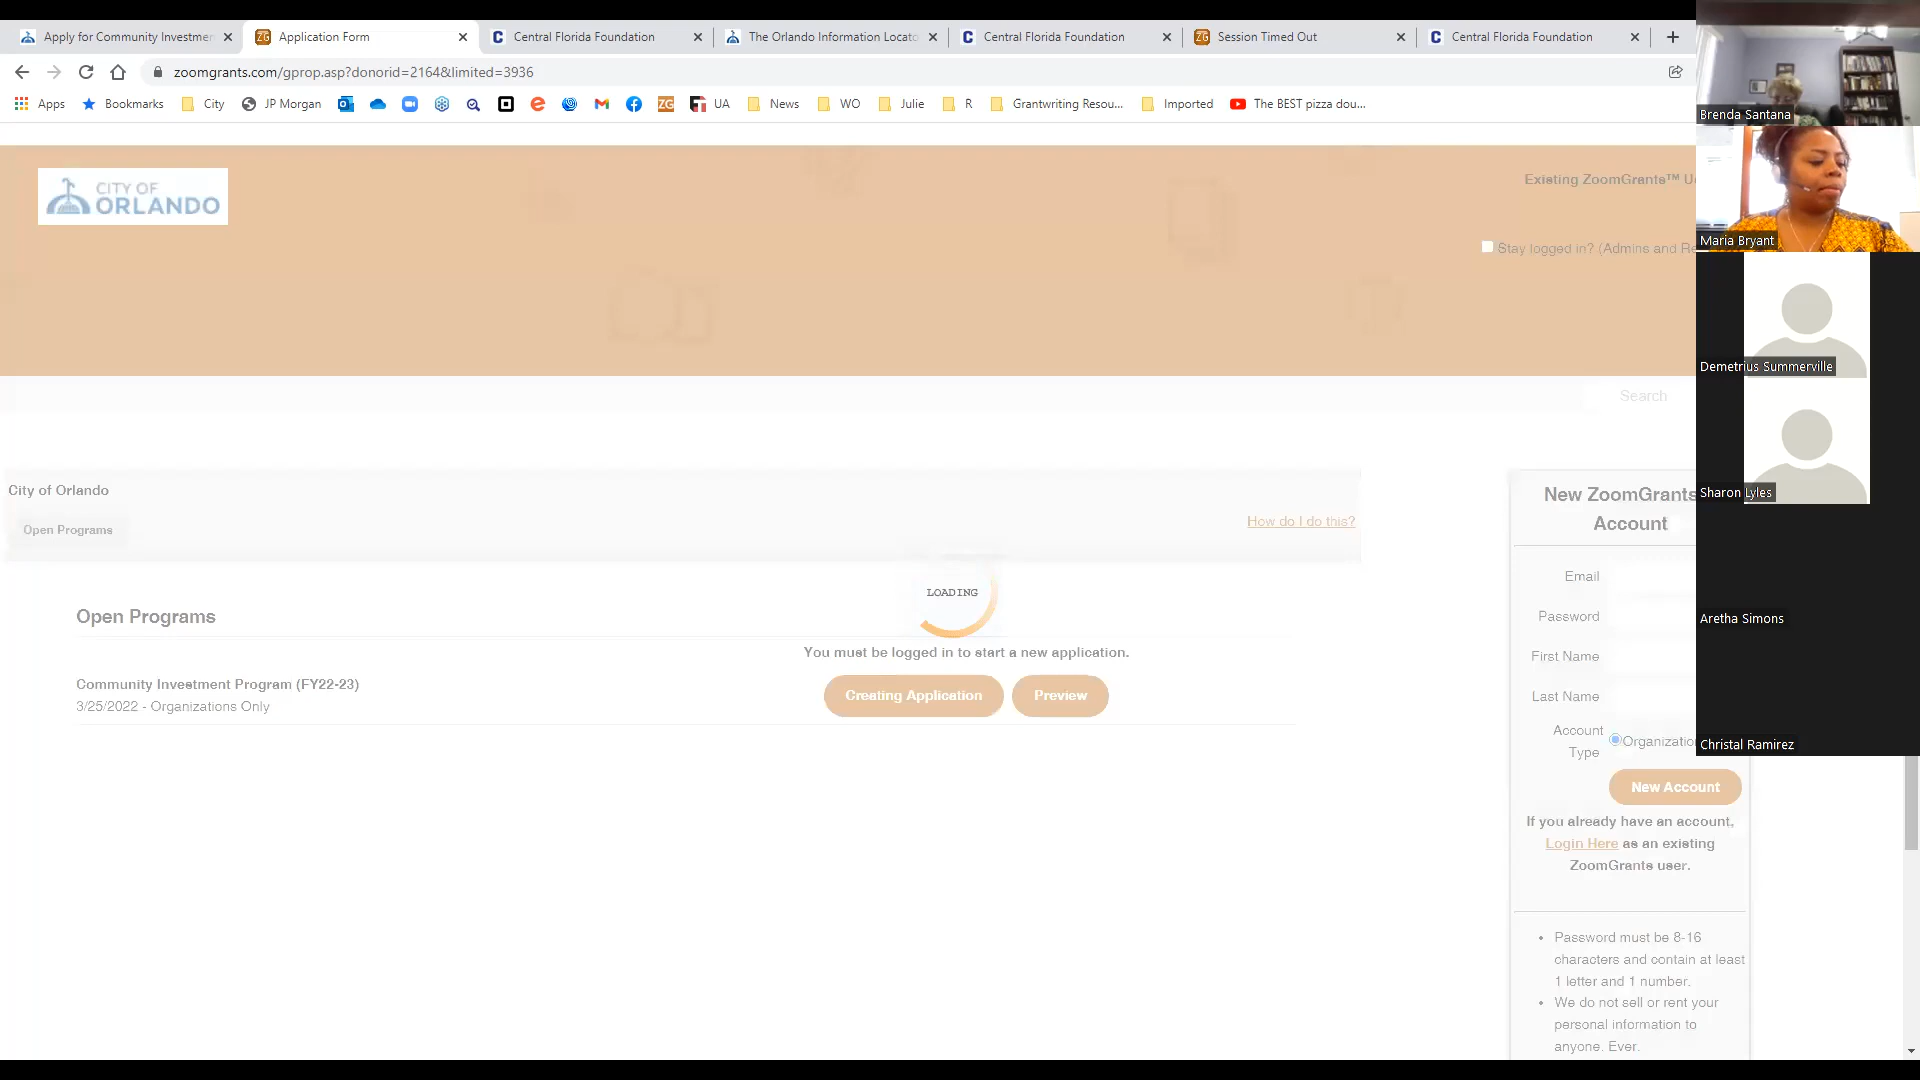 Apply for Community Investmen
Application Form
Central Florida Foundation
The Orlando Information Locato
Central Florida Foundation
Session Timed Out
Central Florida Foundation
zoomgrants.com/gprop.asp?donorid=2164&limited=3936
Apps
Bookmarks
City
JP Morgan
UA
News
WO
Julie
R
Grantwriting Resou...
Imported
The BEST pizza dou...
Brenda Santana
Maria Bryant
Demetrius Summerville
Sharon Lyles
Aretha Simons
Christal Ramirez
CITY OF
ORLANDO
Existing ZoomGrants™ U
Stay logged in? (Admins and Re
Search
City of Orlando
Open Programs
How do I do this?
LOADING
Open Programs
You must be logged in to start a new application.
Community Investment Program (FY22-23)
3/25/2022 - Organizations Only
Creating Application
Preview
New ZoomGrants
Account
Email
Password
First Name
Last Name
Account
Type
Organization
New Account
If you already have an account,
Login Here as an existing
ZoomGrants user.
• Password must be 8-16
characters and contain at least
1 letter and 1 number.
• We do not sell or rent your
personal information to
anyone. Ever.